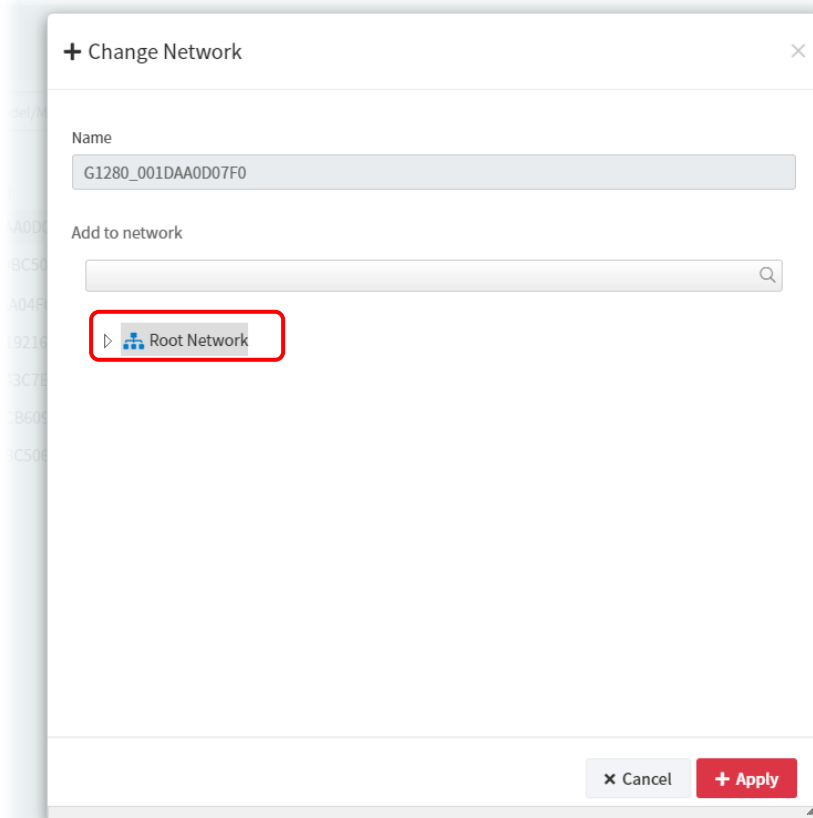 Change Network
Name
G1280_001DAA0D07F0
Add to network
Root Network
Cancel
Apply